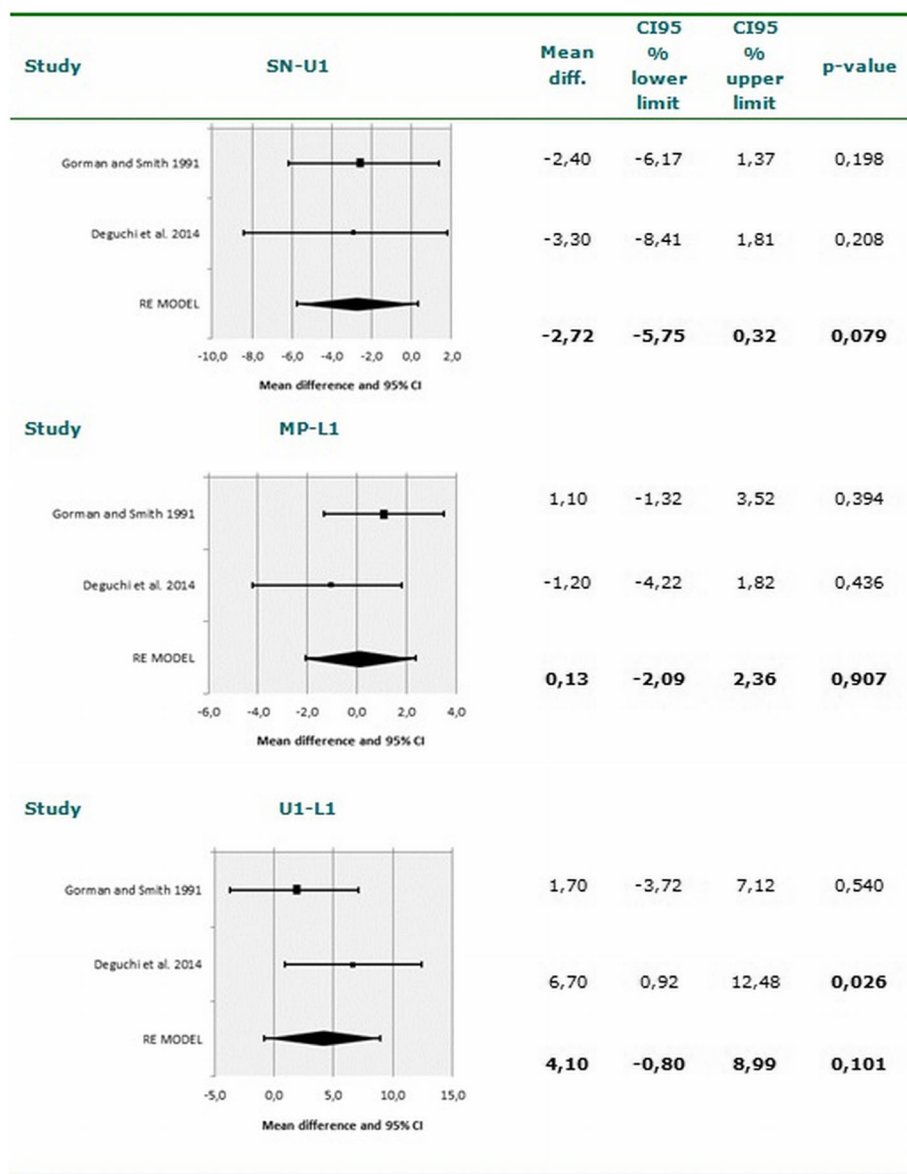 Study SN-U1 Mean diff. CI95 % lower limit CI95 % upper limit p-value
Gorman and Smith 1991 -2,40 -6,17 1,37 0,198
Deguchi et al. 2014 -3,30 -8,41 1,81 0,208
RE MODEL -2,72 -5,75 0,32 0,079
-10,0 -8,0 -6,0 -4,0 -2,0 0,0 2,0
Mean difference and 95% CI
Study MP-L1
Gorman and Smith 1991 1,10 -1,32 3,52 0,394
Deguchi et al. 2014 -1,20 -4,22 1,82 0,436
RE MODEL 0,13 -2,09 2,36 0,907
-6,0 -4,0 -2,0 0,0 2,0 4,0
Mean difference and 95% CI
Study U1-L1
Gorman and Smith 1991 1,70 -3,72 7,12 0,540
Deguchi et al. 2014 6,70 0,92 12,48 0,026
RE MODEL 4,10 -0,80 8,99 0,101
-5,0 0,0 5,0 10,0 15,0
Mean difference and 95% CI